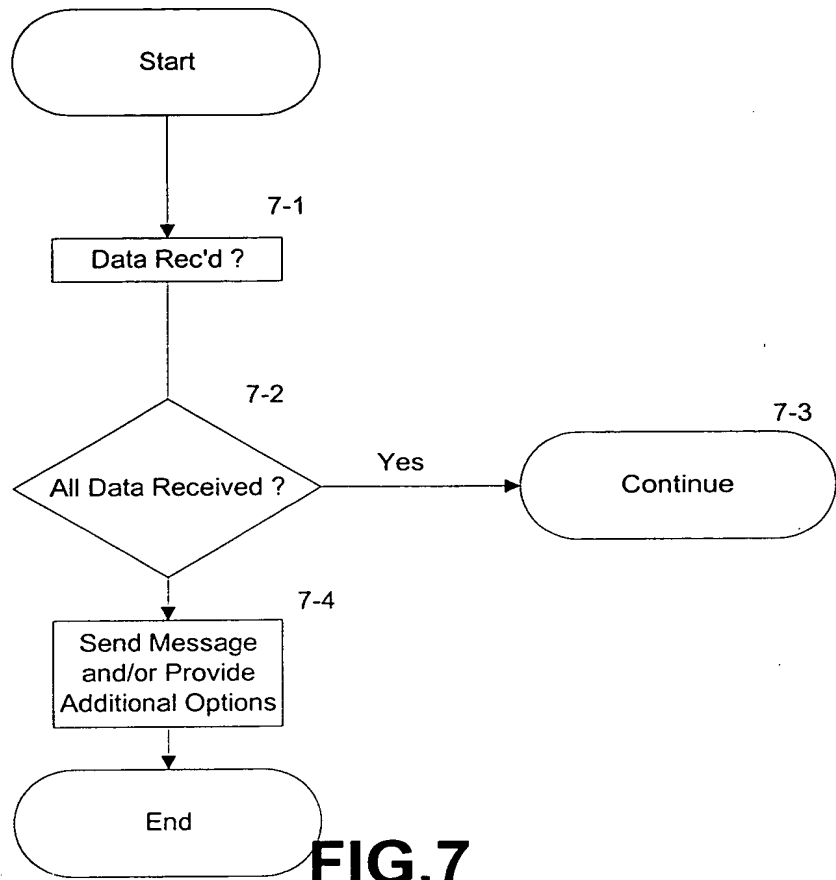 Start
7-1
Data Rec'd ?
7-2
All Data Received ?
Yes
7-3
Continue
7-4
Send Message
and/or Provide
Additional Options
End
FIG.7